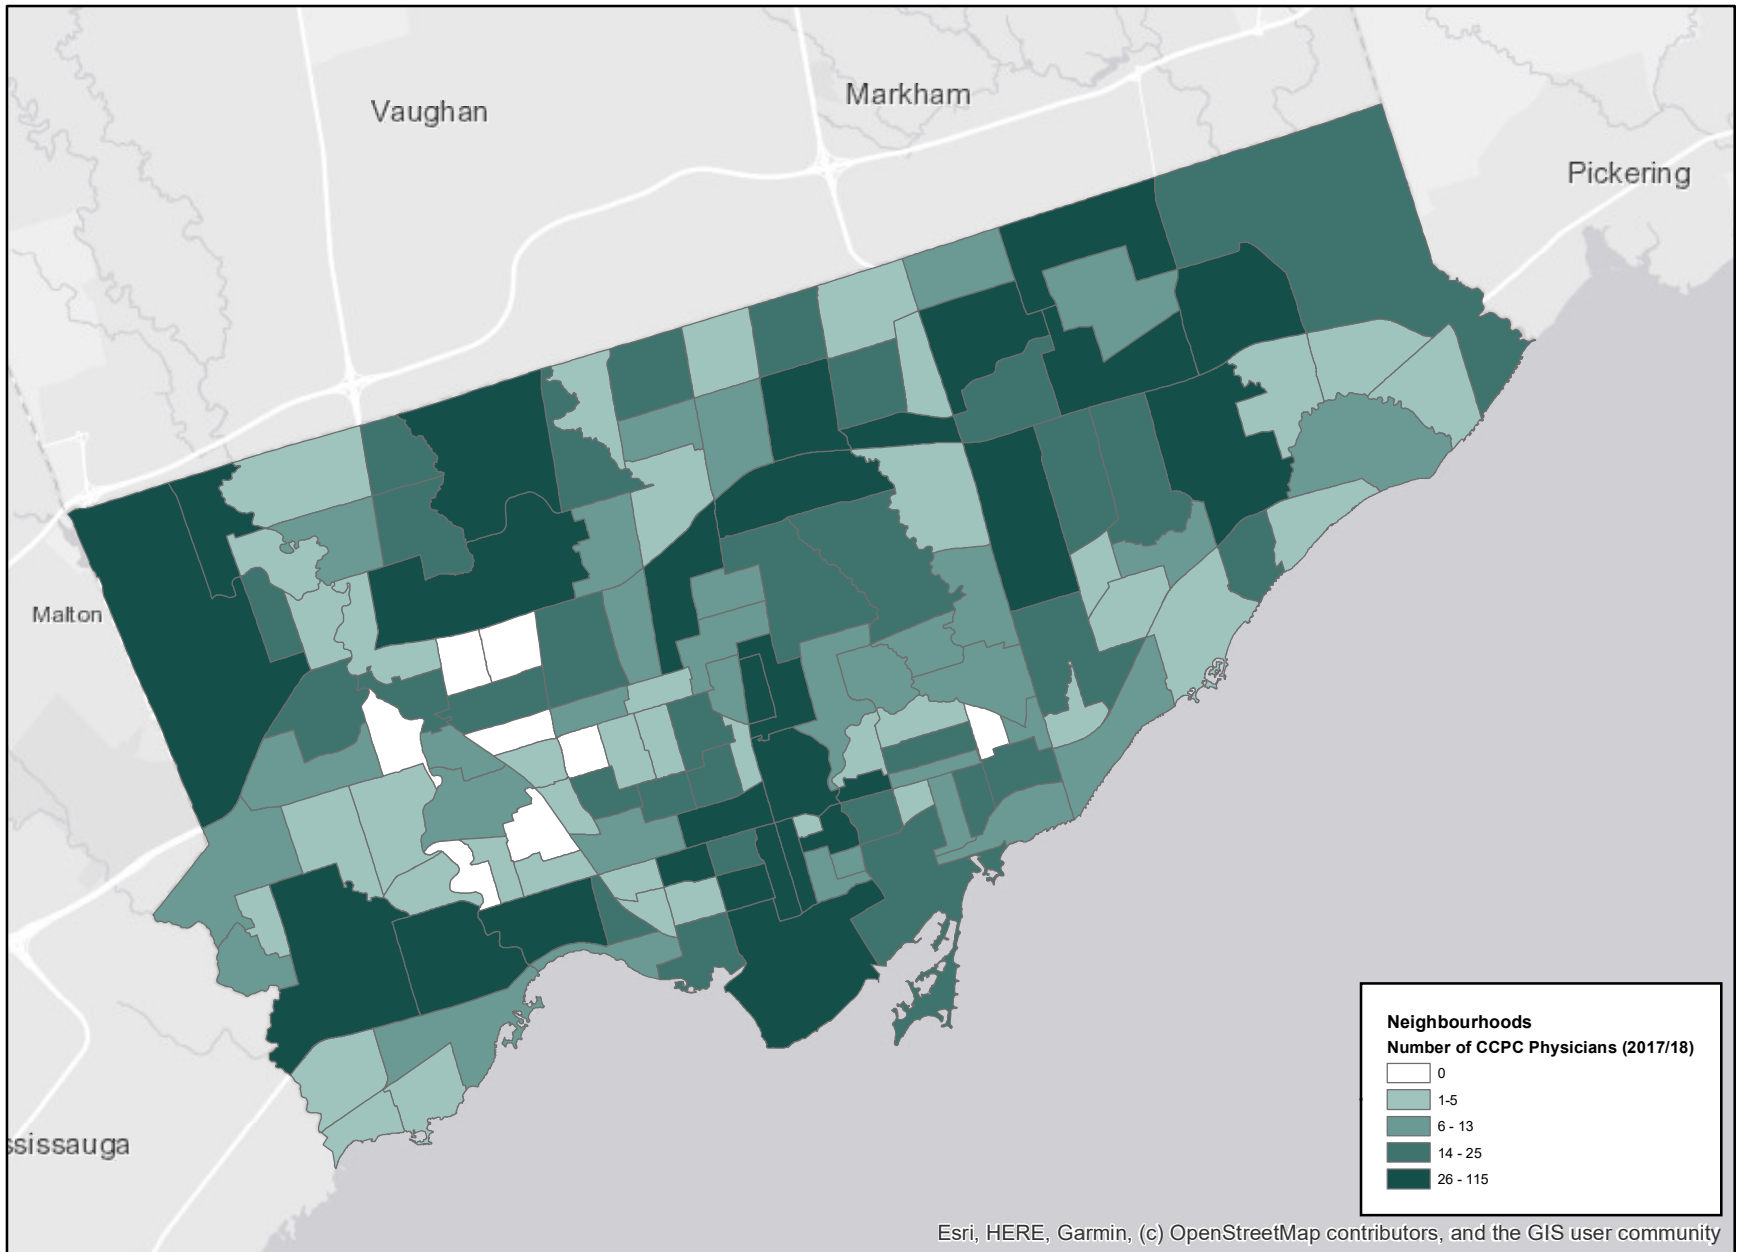 Vaughan
Markham
Pickering
Malton
ssissauga
Neighbourhoods
Number of CCPC Physicians (2017/18)
0
1-5
6 - 13
14 - 25
26 - 115
Esri, HERE, Garmin, (c) OpenStreetMap contributors, and the GIS user community